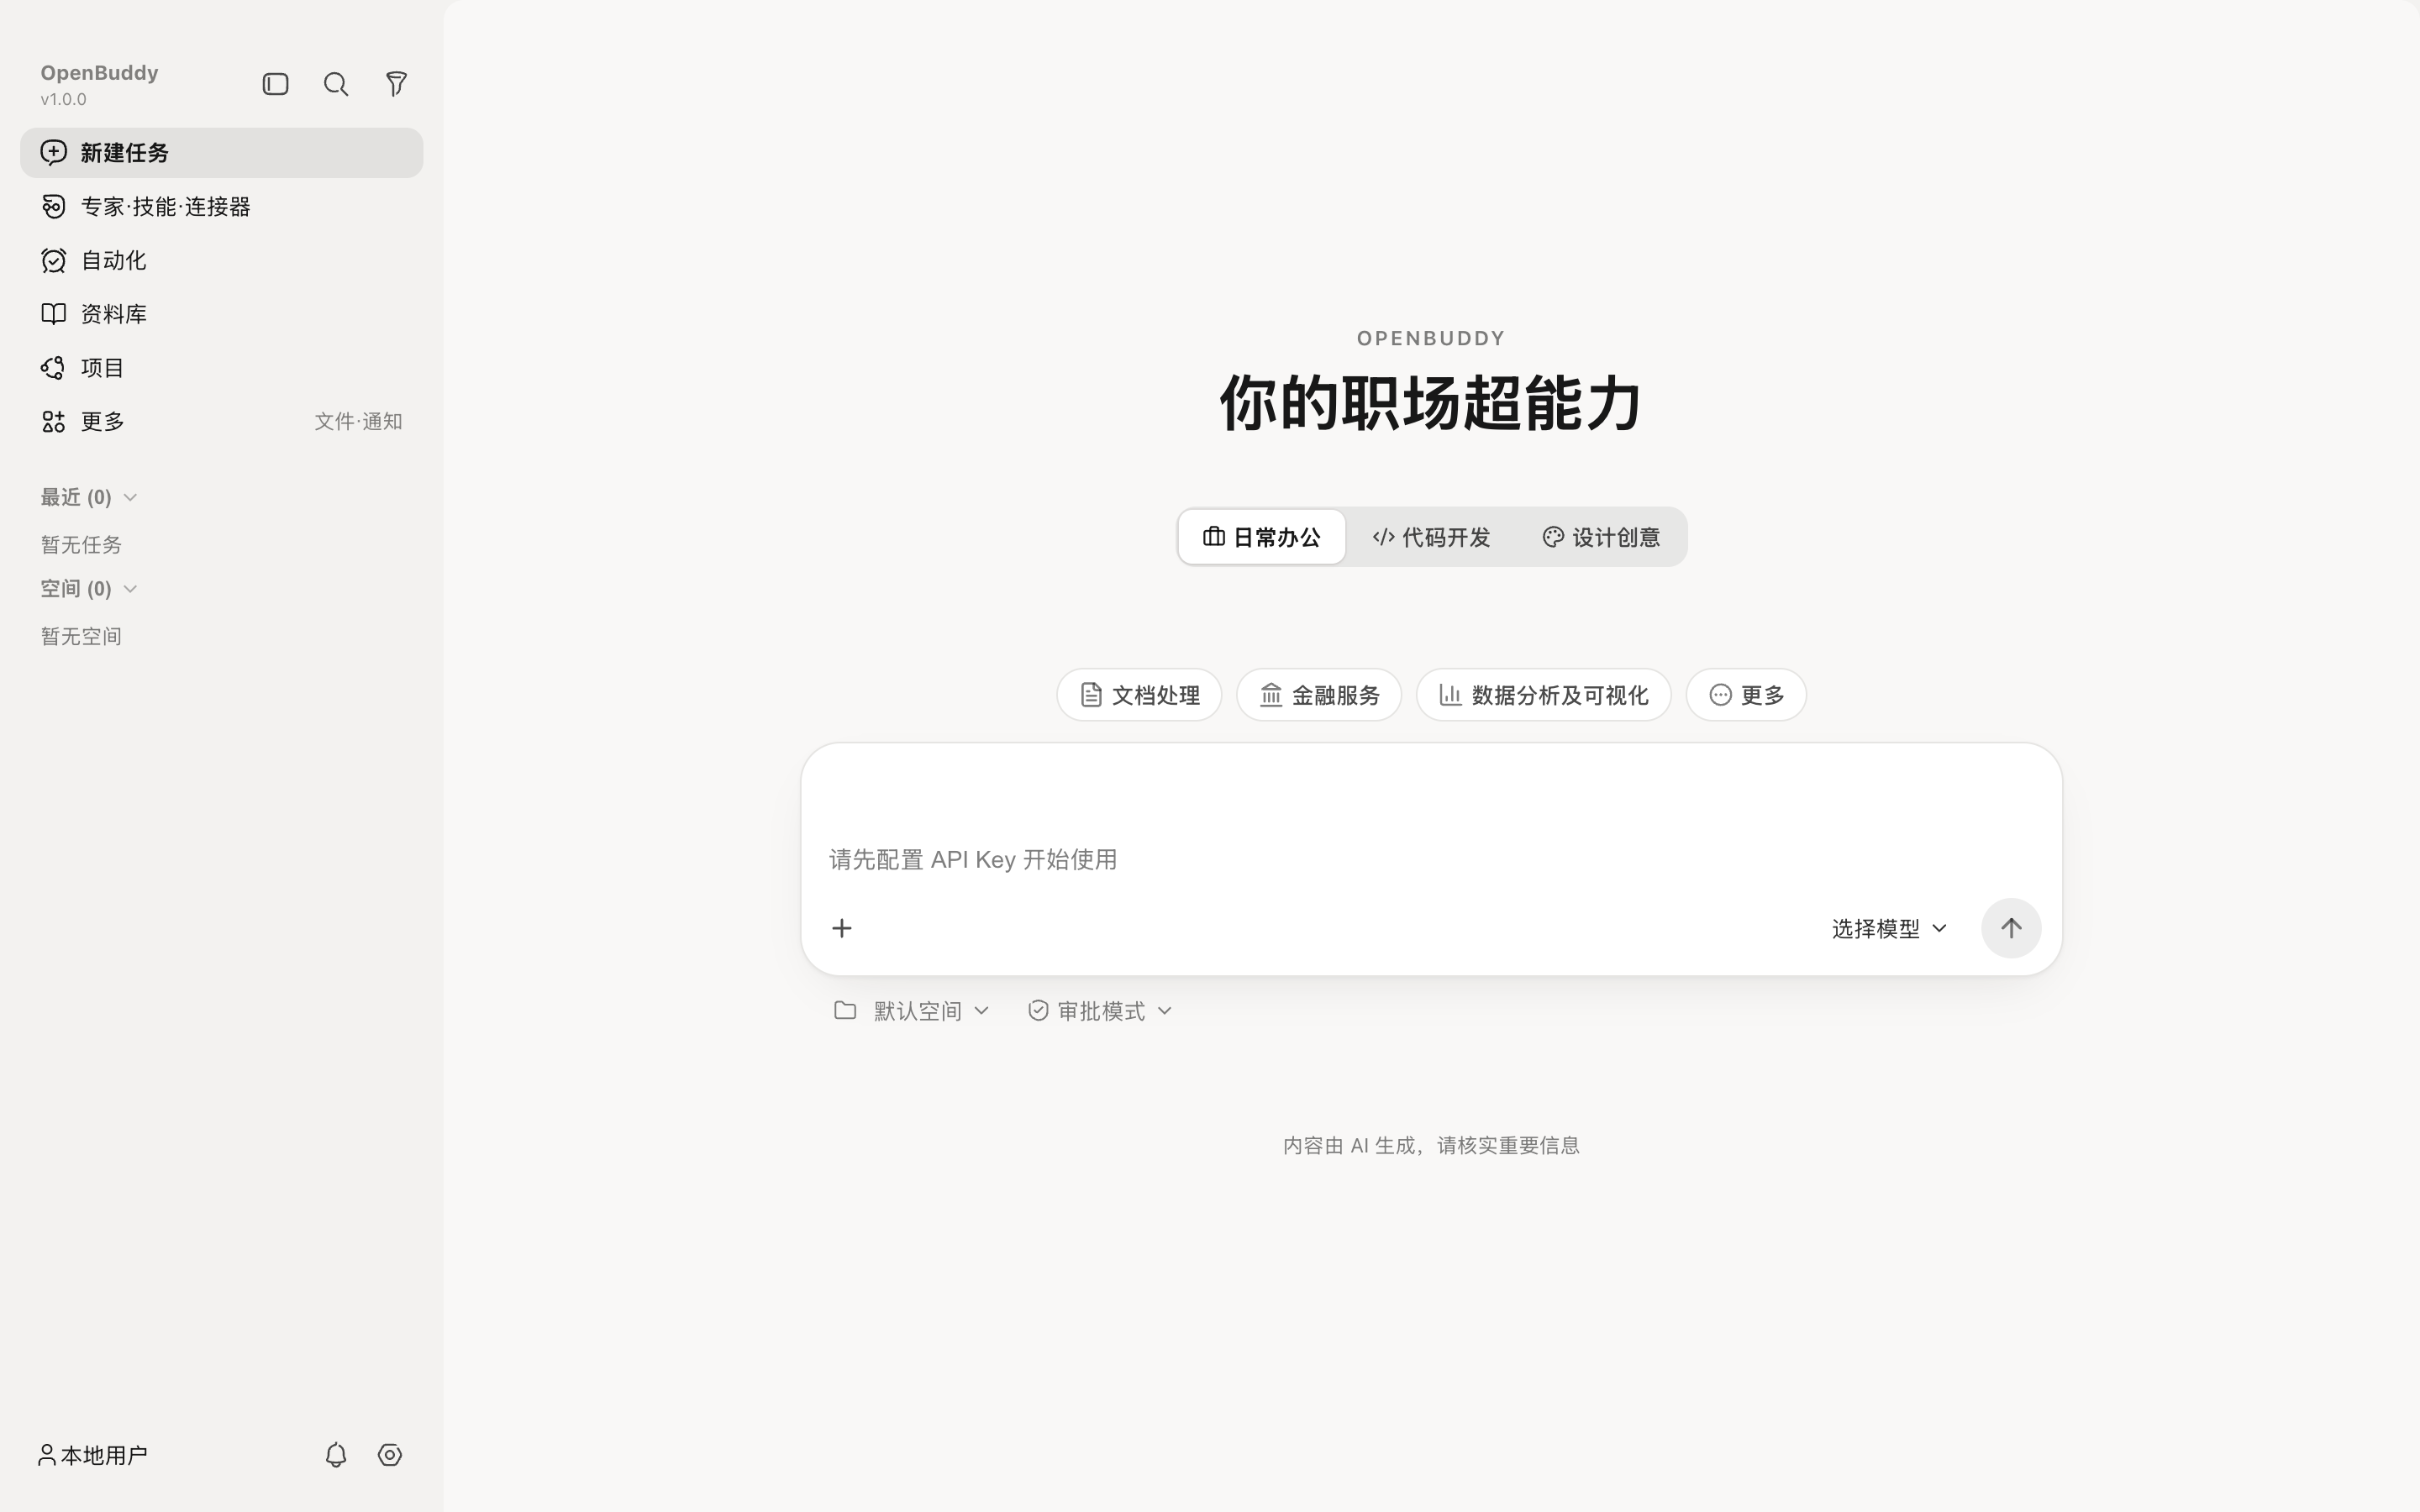 OpenBuddy
v1.0.0
新建任务
专家·技能·连接器
自动化
资料库
项目
更多 文件·通知
最近 (0)
暂无任务
空间 (0)
暂无空间
本地用户
OPENBUDDY
你的职场超能力
日常办公 代码开发 设计创意
文档处理 金融服务 数据分析及可视化 更多
请先配置 API Key 开始使用
选择模型
默认空间 审批模式
内容由 AI 生成，请核实重要信息